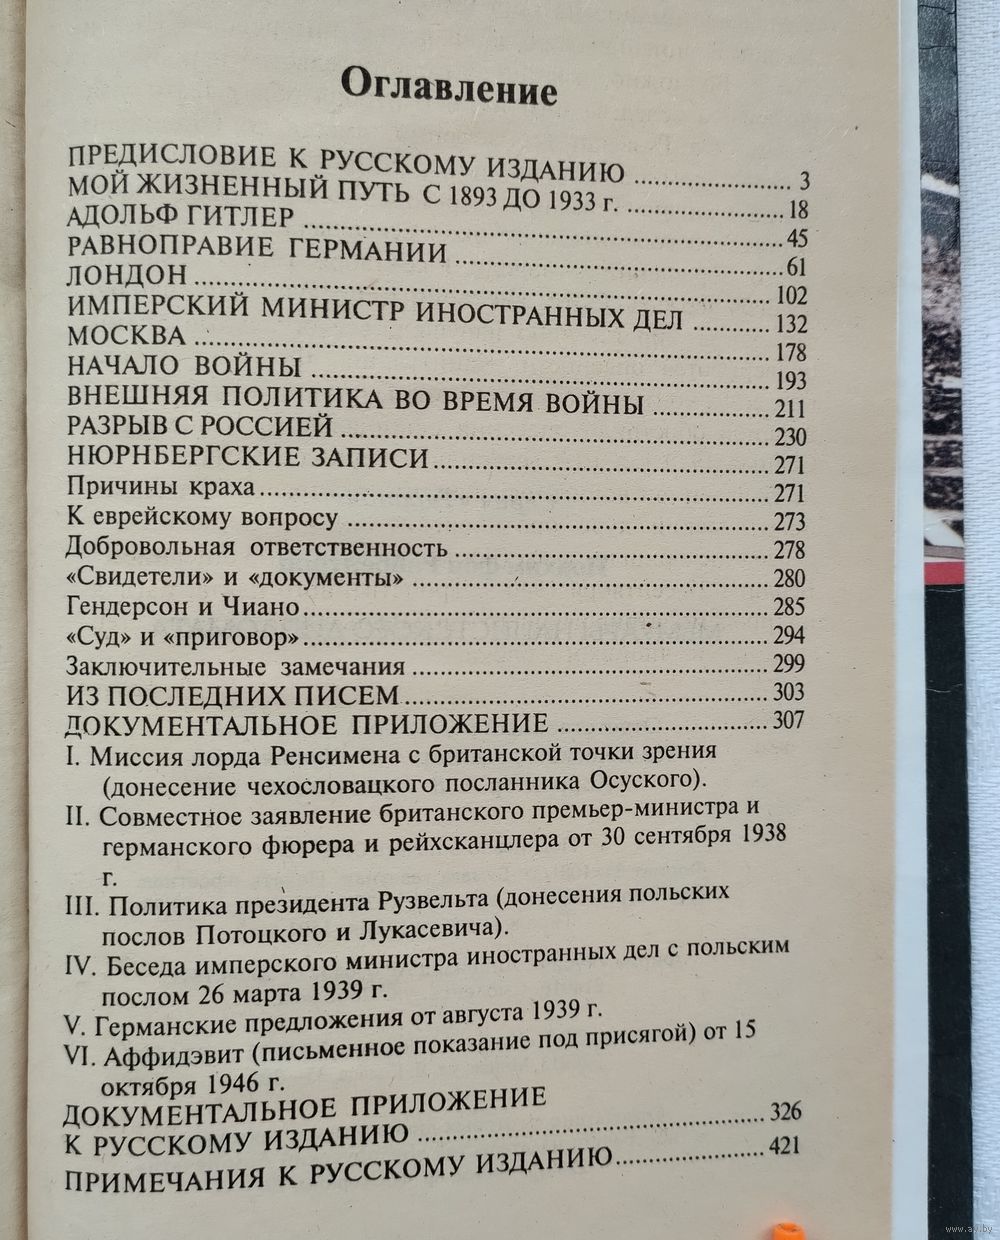 Оглавление
ПРЕДИСЛОВИЕ К РУССКОМУ ИЗДАНИЮ ..................... 3
МОЙ ЖИЗНЕННЫЙ ПУТЬ С 1893 ДО 1933 г. ..................... 18
АДОЛЬФ ГИТЛЕР ..................... 45
РАВНОПРАВИЕ ГЕРМАНИИ ..................... 61
ЛОНДОН ..................... 102
ИМПЕРСКИЙ МИНИСТР ИНОСТРАННЫХ ДЕЛ ........... 132
МОСКВА ..................... 178
НАЧАЛО ВОЙНЫ ..................... 193
ВНЕШНЯЯ ПОЛИТИКА ВО ВРЕМЯ ВОЙНЫ ................. 211
РАЗРЫВ С РОССИЕЙ ..................... 230
НЮРНБЕРГСКИЕ ЗАПИСИ ..................... 271
Причины краха ..................... 271
К еврейскому вопросу ..................... 273
Добровольная ответственность ..................... 278
«Свидетели» и «документы» ..................... 280
Гендерсон и Чиано ..................... 285
«Суд» и «приговор» ..................... 294
Заключительные замечания ..................... 299
ИЗ ПОСЛЕДНИХ ПИСЕМ ..................... 303
ДОКУМЕНТАЛЬНОЕ ПРИЛОЖЕНИЕ ..................... 307
I. Миссия лорда Ренсимена с британской точки зрения
(донесение чехословацкого посланника Осуского).
II. Совместное заявление британского премьер-министра и
германского фюрера и рейхсканцлера от 30 сентября 1938
г.
III. Политика президента Рузвельта (донесения польских
послов Потоцкого и Лукасевича).
IV. Беседа имперского министра иностранных дел с польским
послом 26 марта 1939 г.
V. Германские предложения от августа 1939 г.
VI. Аффидэвит (письменное показание под присягой) от 15
октября 1946 г.
ДОКУМЕНТАЛЬНОЕ ПРИЛОЖЕНИЕ
К РУССКОМУ ИЗДАНИЮ ..................... 326
ПРИМЕЧАНИЯ К РУССКОМУ ИЗДАНИЮ ..................... 421